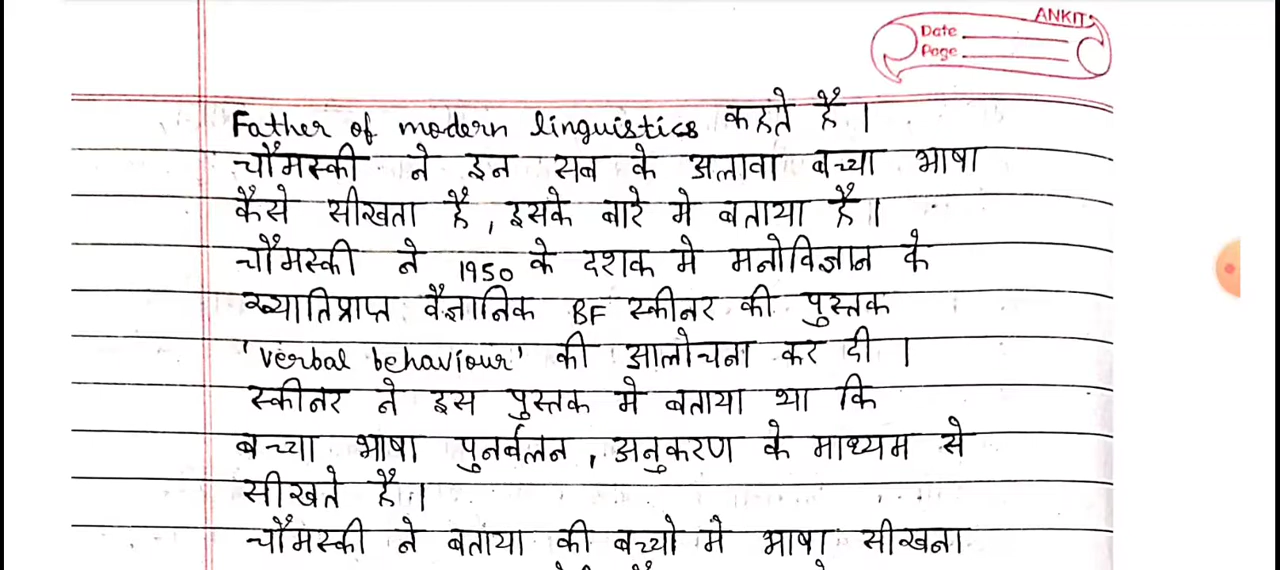 ANKIT
Date
Page
Father of modern linguistics कहते हैं ।
चौमस्की ने इन सब के अलावा बच्चा भाषा
कैसे सीखता है , इसके बारे मे बताया है ।
चौमस्की ने 1950 के दशक मे मनोविज्ञान के
ख्यातिप्राप्त वैज्ञानिक BF स्कीनर की पुस्तक
'verbal behaviour' की आलोचना कर दी ।
स्कीनर ने इस पुस्तक मे बताया था कि
बच्चा भाषा पुनर्वलन , अनुकरण के माध्यम से
सीखते हैं ।
चौमस्की ने बताया की बच्चो मे भाषा सीखना